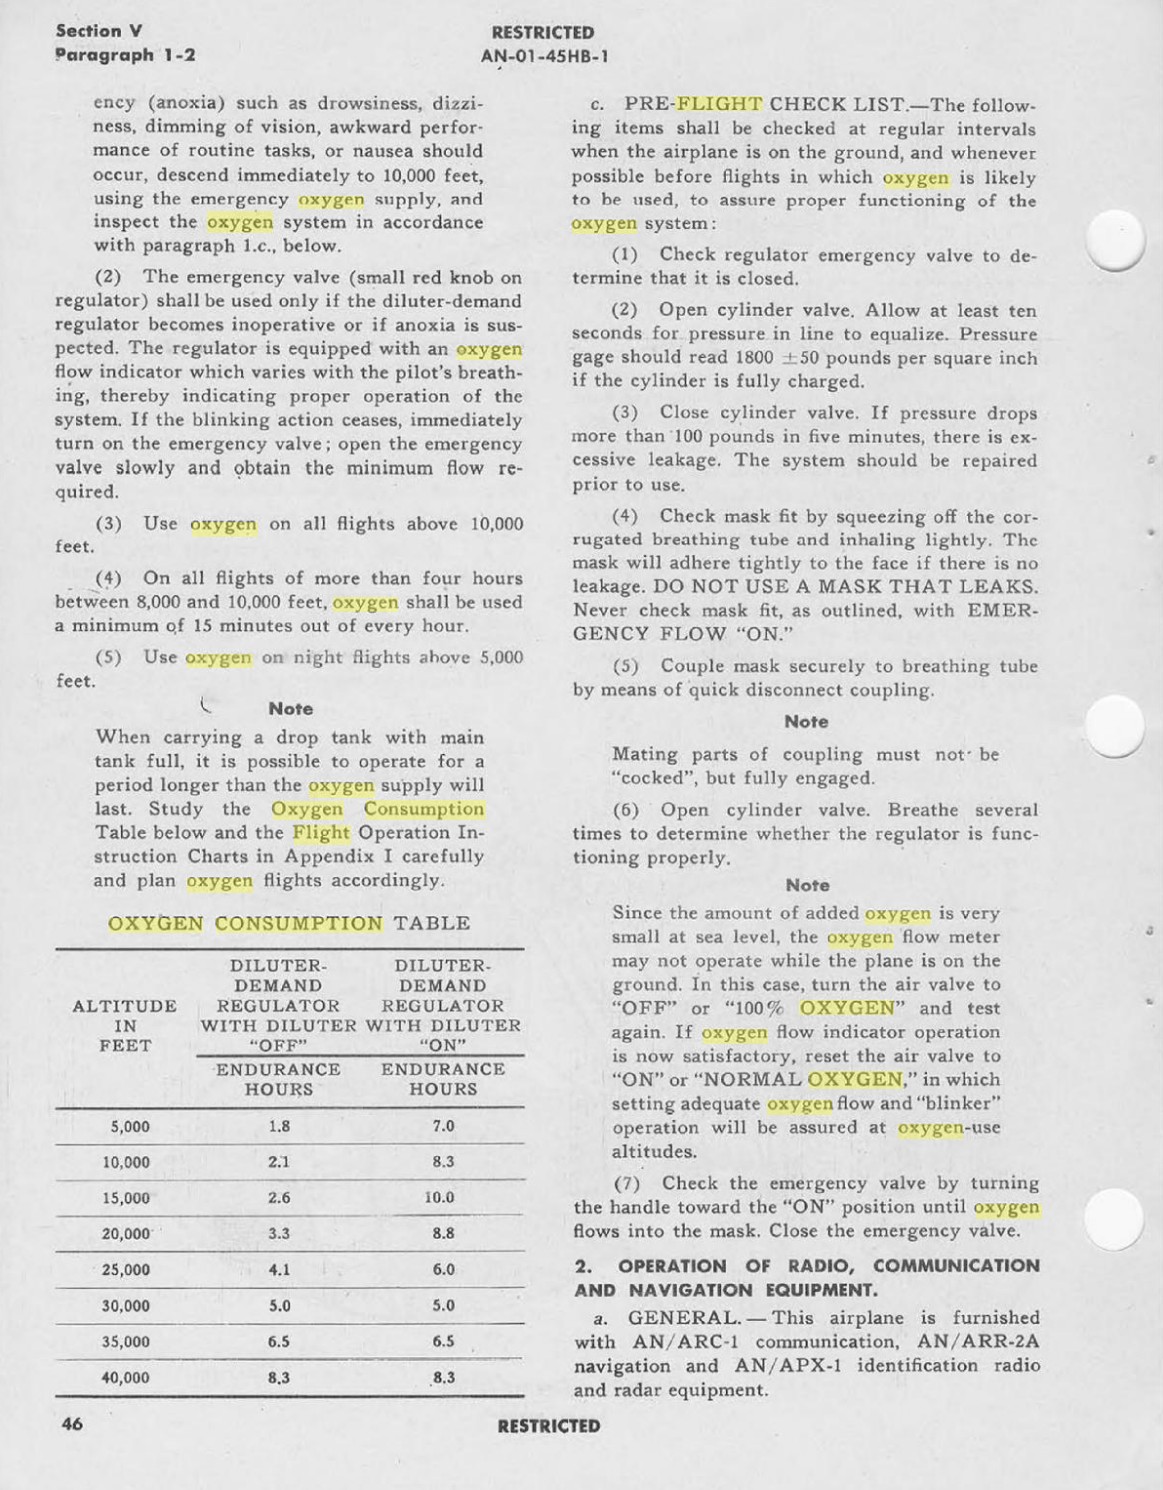 Section V
Paragraph 1-2
RESTRICTED
AN-01-45HB-1
ency (anoxia) such as drowsiness, dizzi-
ness, dimming of vision, awkward perfor-
mance of routine tasks, or nausea should
occur, descend immediately to 10,000 feet,
using the emergency oxygen supply, and
inspect the oxygen system in accordance
with paragraph 1.c., below.
(2) The emergency valve (small red knob on
regulator) shall be used only if the diluter-demand
regulator becomes inoperative or if anoxia is sus-
pected. The regulator is equipped with an oxygen
flow indicator which varies with the pilot's breath-
ing, thereby indicating proper operation of the
system. If the blinking action ceases, immediately
turn on the emergency valve; open the emergency
valve slowly and obtain the minimum flow re-
quired.
(3) Use oxygen on all flights above 10,000
feet.
(4) On all flights of more than four hours
between 8,000 and 10,000 feet, oxygen shall be used
a minimum of 15 minutes out of every hour.
(5) Use oxygen on night flights above 5,000
feet.
Note
When carrying a drop tank with main
tank full, it is possible to operate for a
period longer than the oxygen supply will
last. Study the Oxygen Consumption
Table below and the Flight Operation In-
struction Charts in Appendix I carefully
and plan oxygen flights accordingly.
OXYGEN CONSUMPTION TABLE
DILUTER- DILUTER-
DEMAND DEMAND
ALTITUDE REGULATOR REGULATOR
IN WITH DILUTER WITH DILUTER
FEET "OFF" "ON"
ENDURANCE ENDURANCE
HOURS HOURS
5,000 1.8 7.0
10,000 2.1 8.3
15,000 2.6 10.0
20,000 3.3 8.8
25,000 4.1 6.0
30,000 5.0 5.0
35,000 6.5 6.5
40,000 8.3 8.3
c. PRE-FLIGHT CHECK LIST.—The follow-
ing items shall be checked at regular intervals
when the airplane is on the ground, and whenever
possible before flights in which oxygen is likely
to be used, to assure proper functioning of the
oxygen system:
(1) Check regulator emergency valve to de-
termine that it is closed.
(2) Open cylinder valve. Allow at least ten
seconds for pressure in line to equalize. Pressure
gage should read 1800 ±50 pounds per square inch
if the cylinder is fully charged.
(3) Close cylinder valve. If pressure drops
more than 100 pounds in five minutes, there is ex-
cessive leakage. The system should be repaired
prior to use.
(4) Check mask fit by squeezing off the cor-
rugated breathing tube and inhaling lightly. The
mask will adhere tightly to the face if there is no
leakage. DO NOT USE A MASK THAT LEAKS.
Never check mask fit, as outlined, with EMER-
GENCY FLOW "ON."
(5) Couple mask securely to breathing tube
by means of quick disconnect coupling.
Note
Mating parts of coupling must not be
"cocked", but fully engaged.
(6) Open cylinder valve. Breathe several
times to determine whether the regulator is func-
tioning properly.
Note
Since the amount of added oxygen is very
small at sea level, the oxygen flow meter
may not operate while the plane is on the
ground. In this case, turn the air valve to
"OFF" or "100% OXYGEN" and test
again. If oxygen flow indicator operation
is now satisfactory, reset the air valve to
"ON" or "NORMAL OXYGEN," in which
setting adequate oxygen flow and "blinker"
operation will be assured at oxygen-use
altitudes.
(7) Check the emergency valve by turning
the handle toward the "ON" position until oxygen
flows into the mask. Close the emergency valve.
2. OPERATION OF RADIO, COMMUNICATION
AND NAVIGATION EQUIPMENT.
a. GENERAL.—This airplane is furnished
with AN/ARC-1 communication, AN/ARR-2A
navigation and AN/APX-1 identification radio
and radar equipment.
46
RESTRICTED